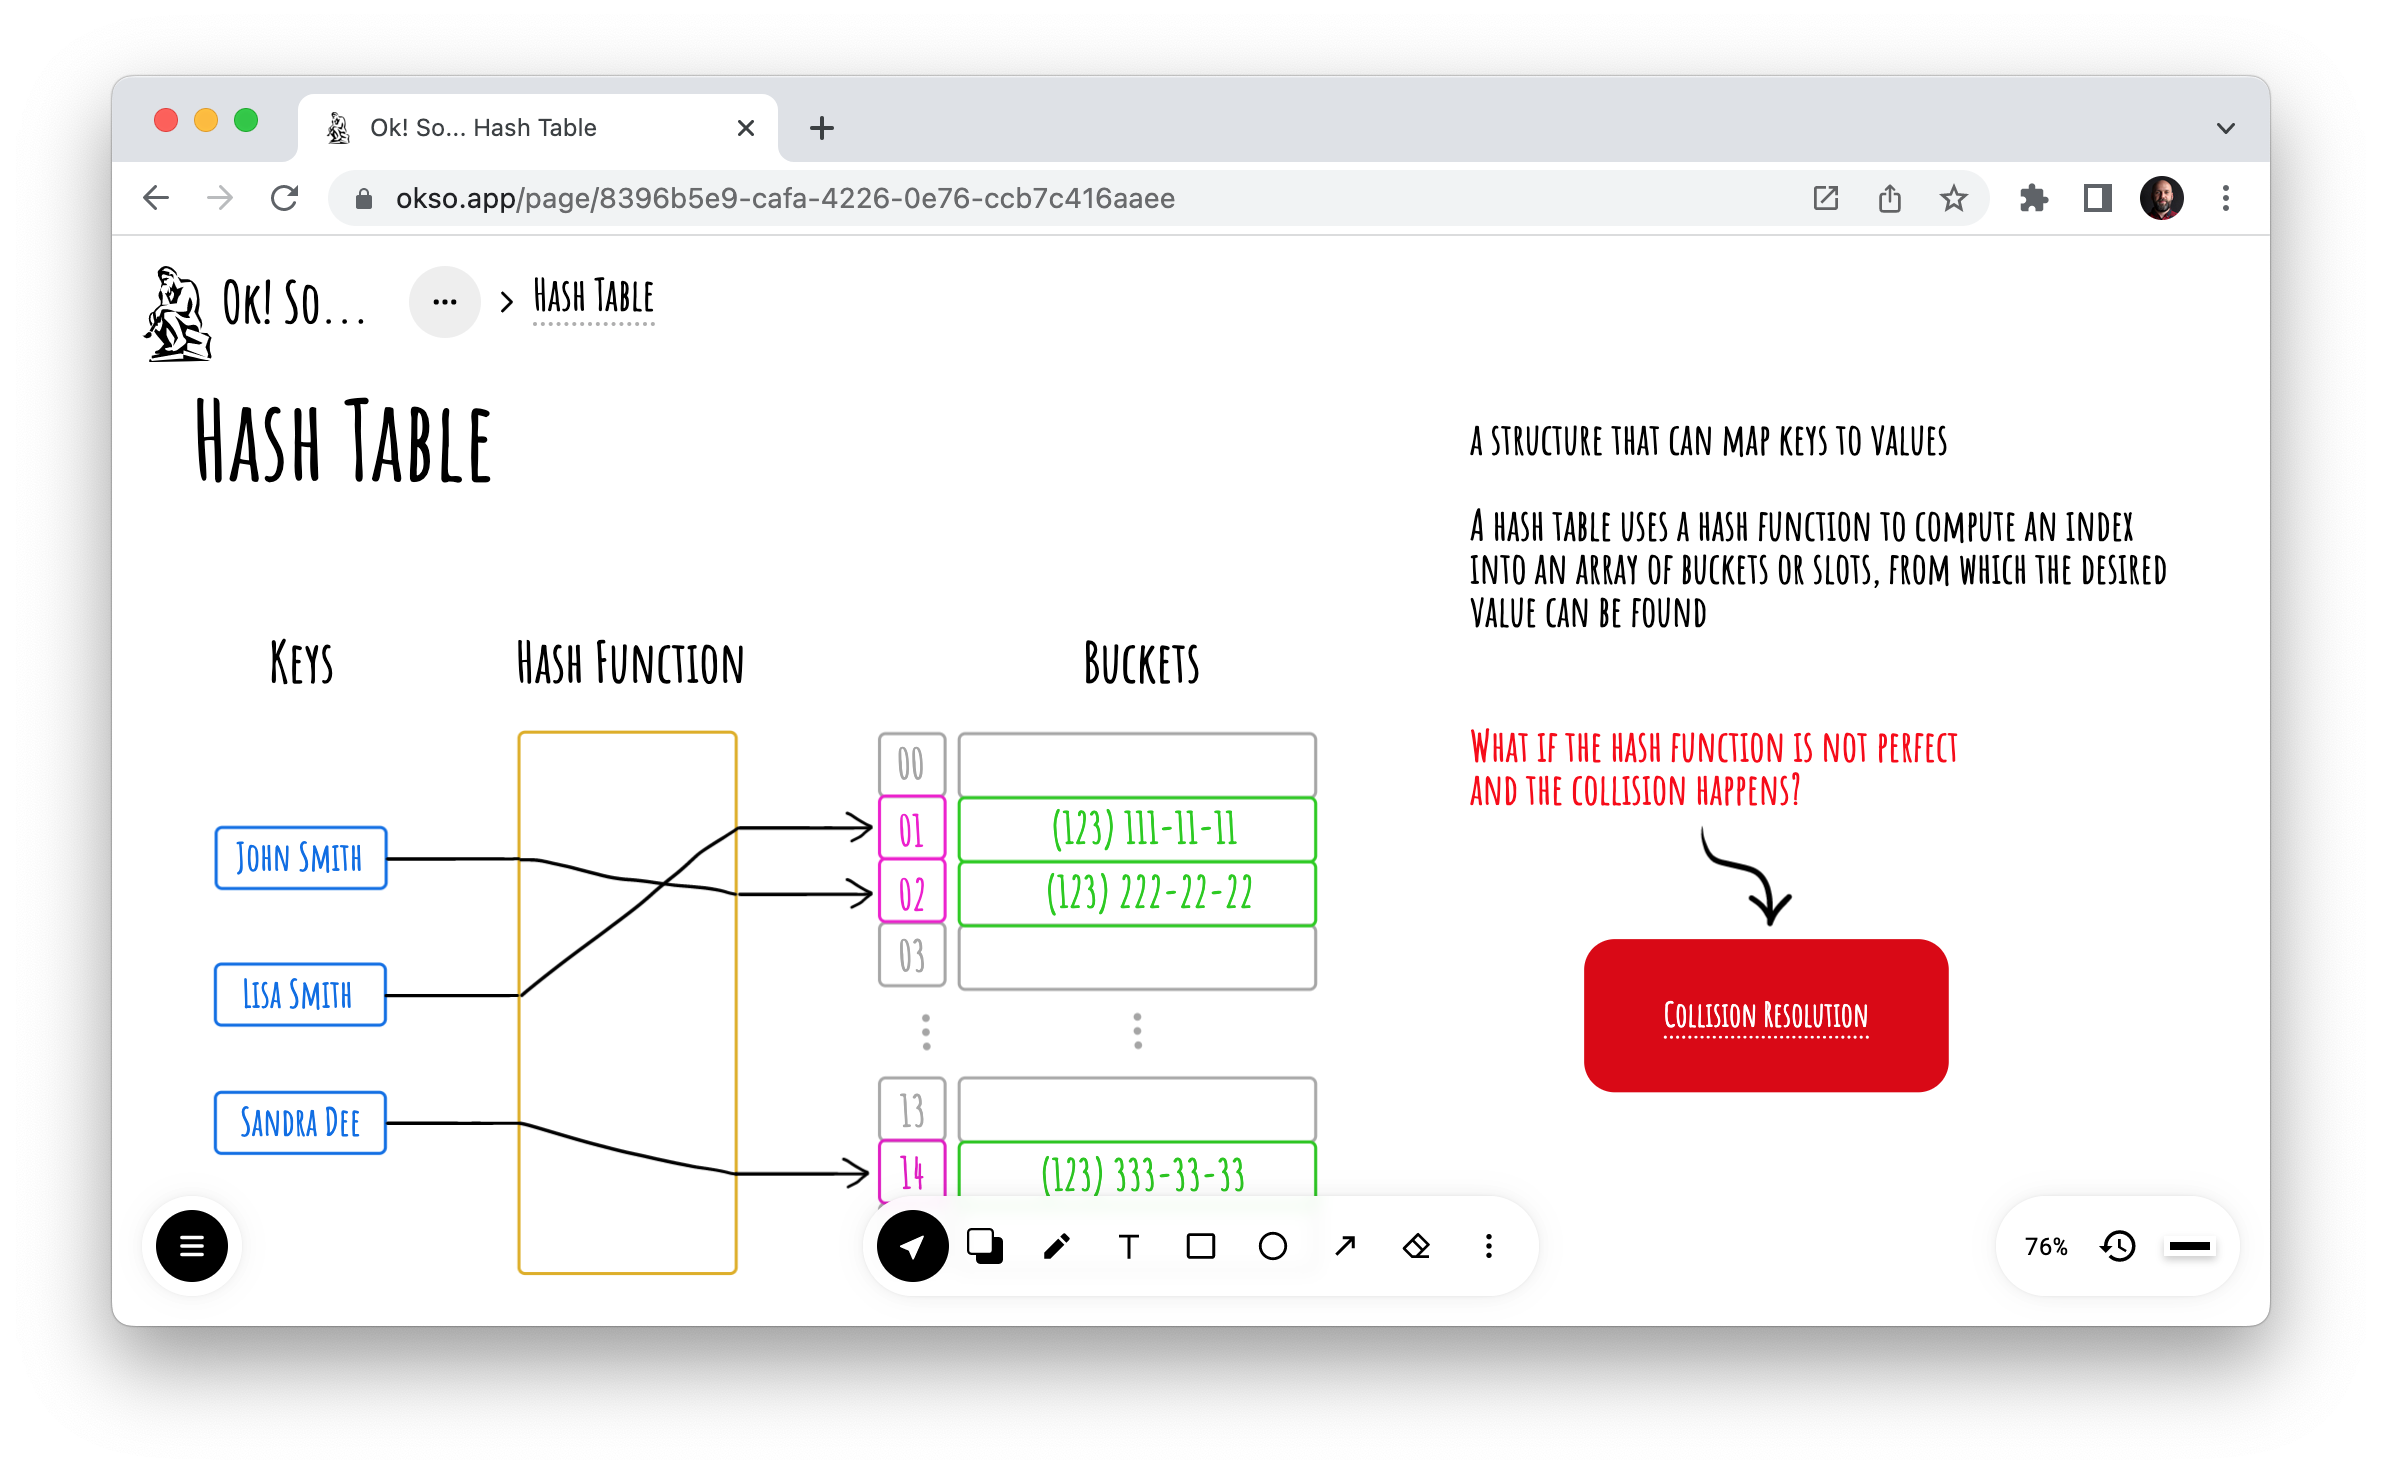 Ok! So... Hash Table
okso.app/page/8396b5e9-cafa-4226-0e76-ccb7c416aaee
Ok! So...
Hash Table
Hash Table
a structure that can map keys to values
A hash table uses a hash function to compute an index
into an array of buckets or slots, from which the desired
value can be found
Keys
Hash Function
Buckets
What if the hash function is not perfect
and the collision happens?
00
01
(123) 111-11-11
John Smith
02
(123) 222-22-22
03
Lisa Smith
Collision Resolution
13
Sandra Dee
14
(123) 333-33-33
T
76%